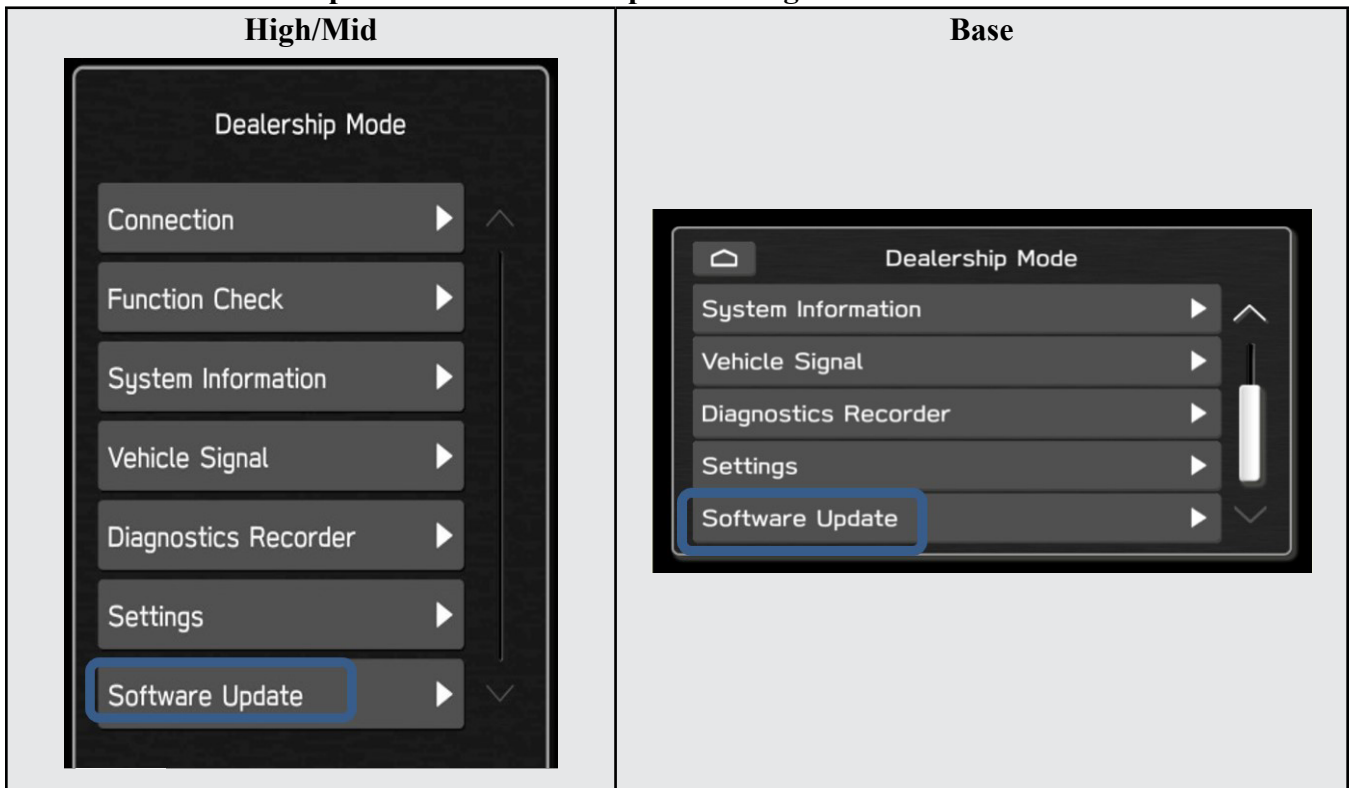 High/Mid
Dealership Mode
Connection
Function Check
System Information
Vehicle Signal
Diagnostics Recorder
Settings
Software Update
Base
Dealership Mode
System Information
Vehicle Signal
Diagnostics Recorder
Settings
Software Update